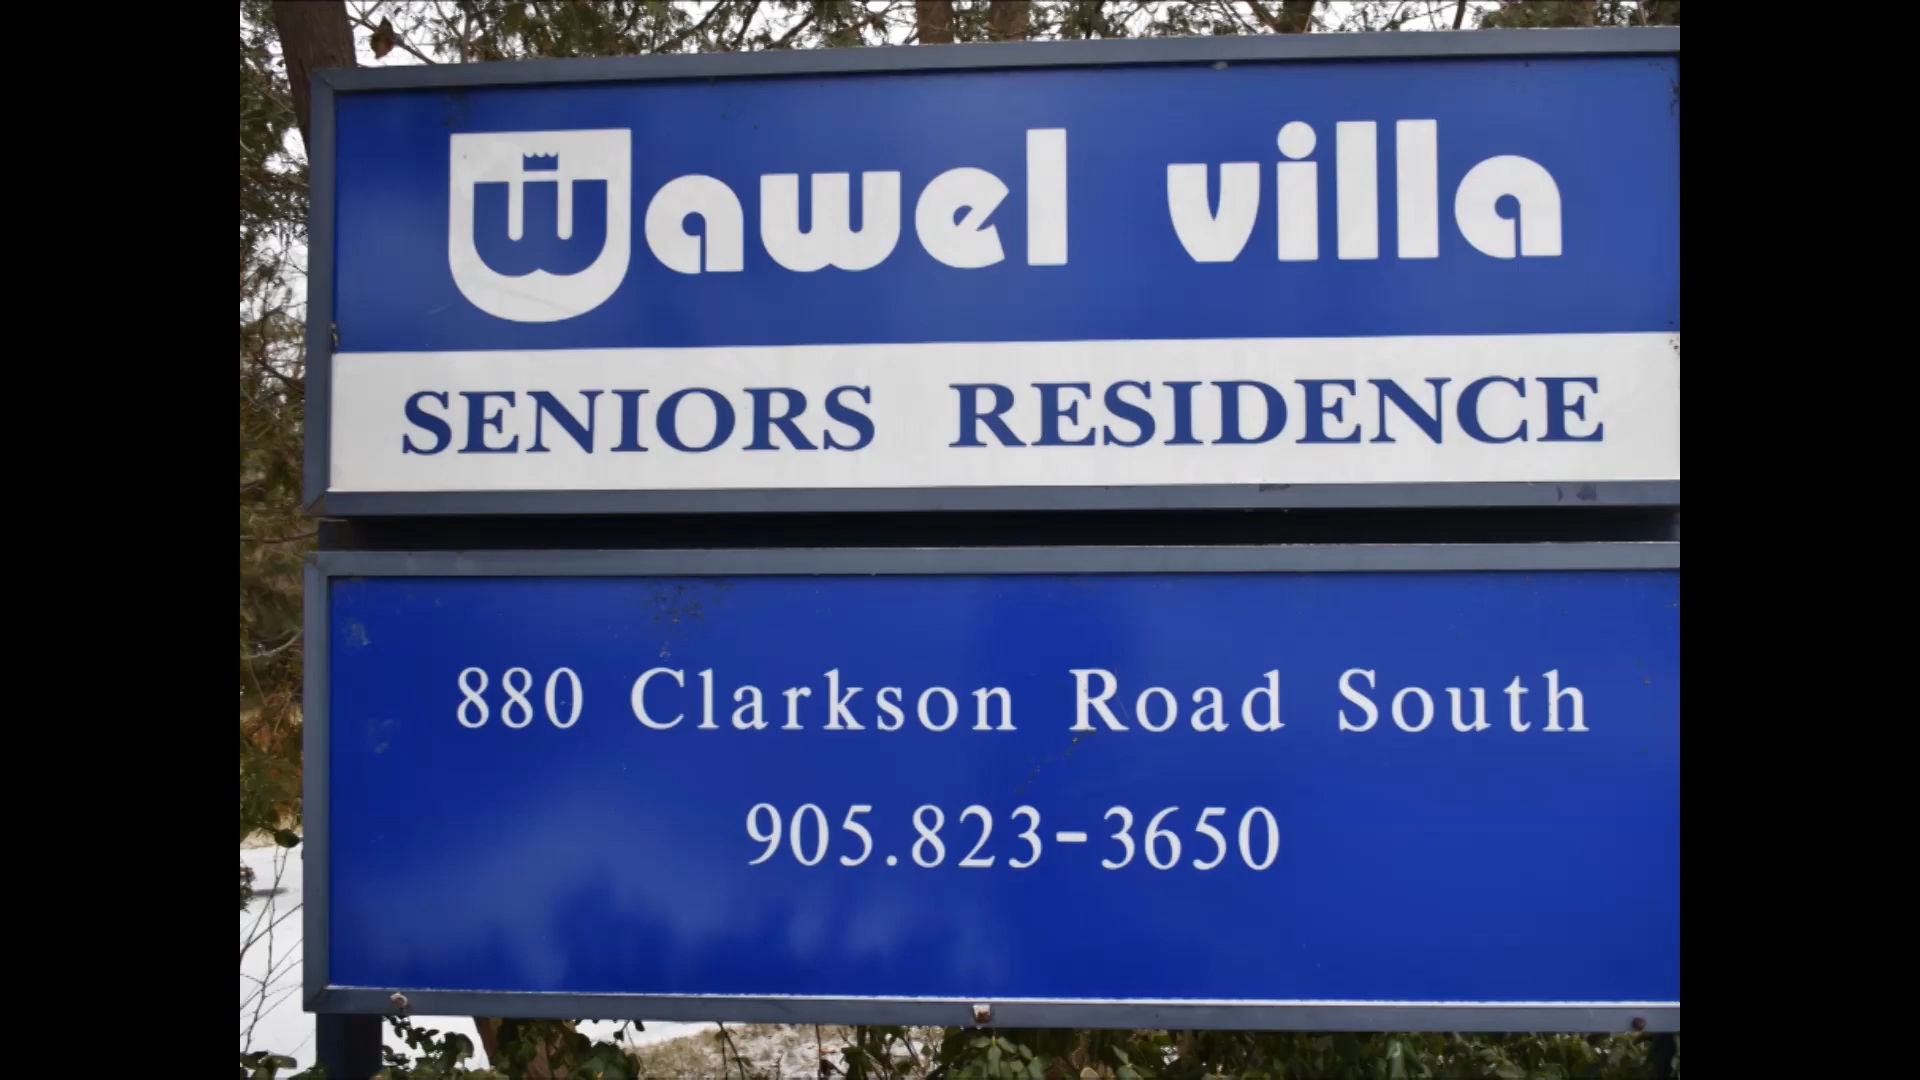 Wawel villa
SENIORS RESIDENCE
880 Clarkson Road South
905.823-3650